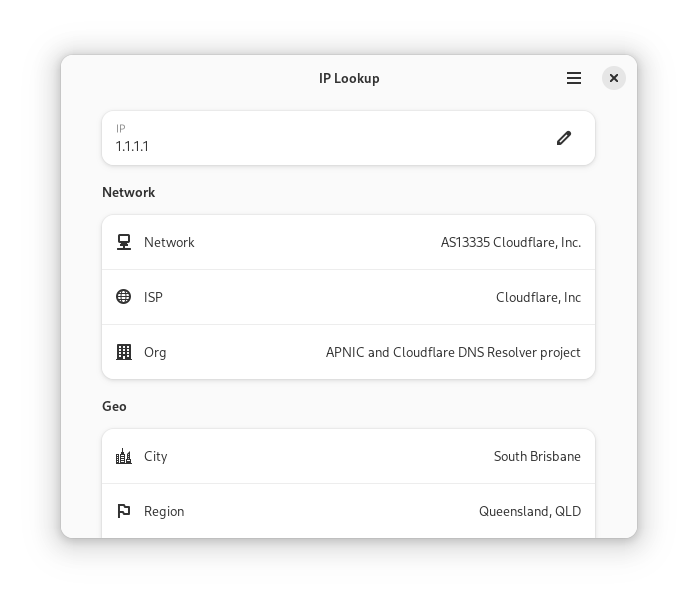 IP Lookup
IP
1.1.1.1
Network
Network AS13335 Cloudflare, Inc.
ISP Cloudflare, Inc
Org APNIC and Cloudflare DNS Resolver project
Geo
City South Brisbane
Region Queensland, QLD